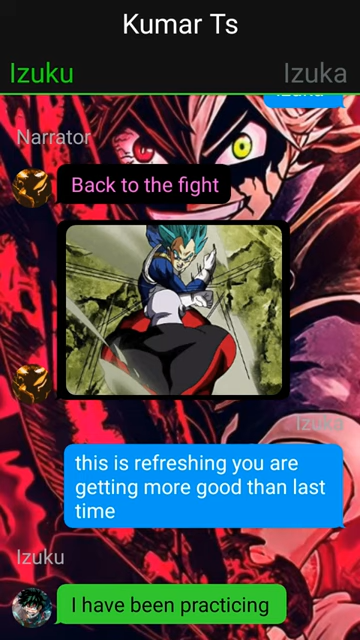 Kumar Ts
Izuku
Izuka
Narrator
Back to the fight
Izuka
this is refreshing you are
getting more good than last
time
Izuku
I have been practicing